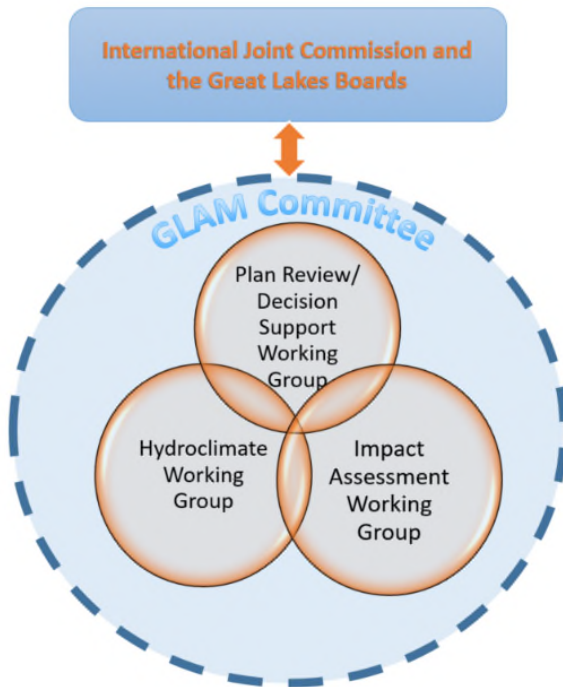 International Joint Commission and
the Great Lakes Boards
GLAM Committee
Plan Review/
Decision
Support
Working
Group
Hydroclimate
Working
Group
Impact
Assessment
Working
Group